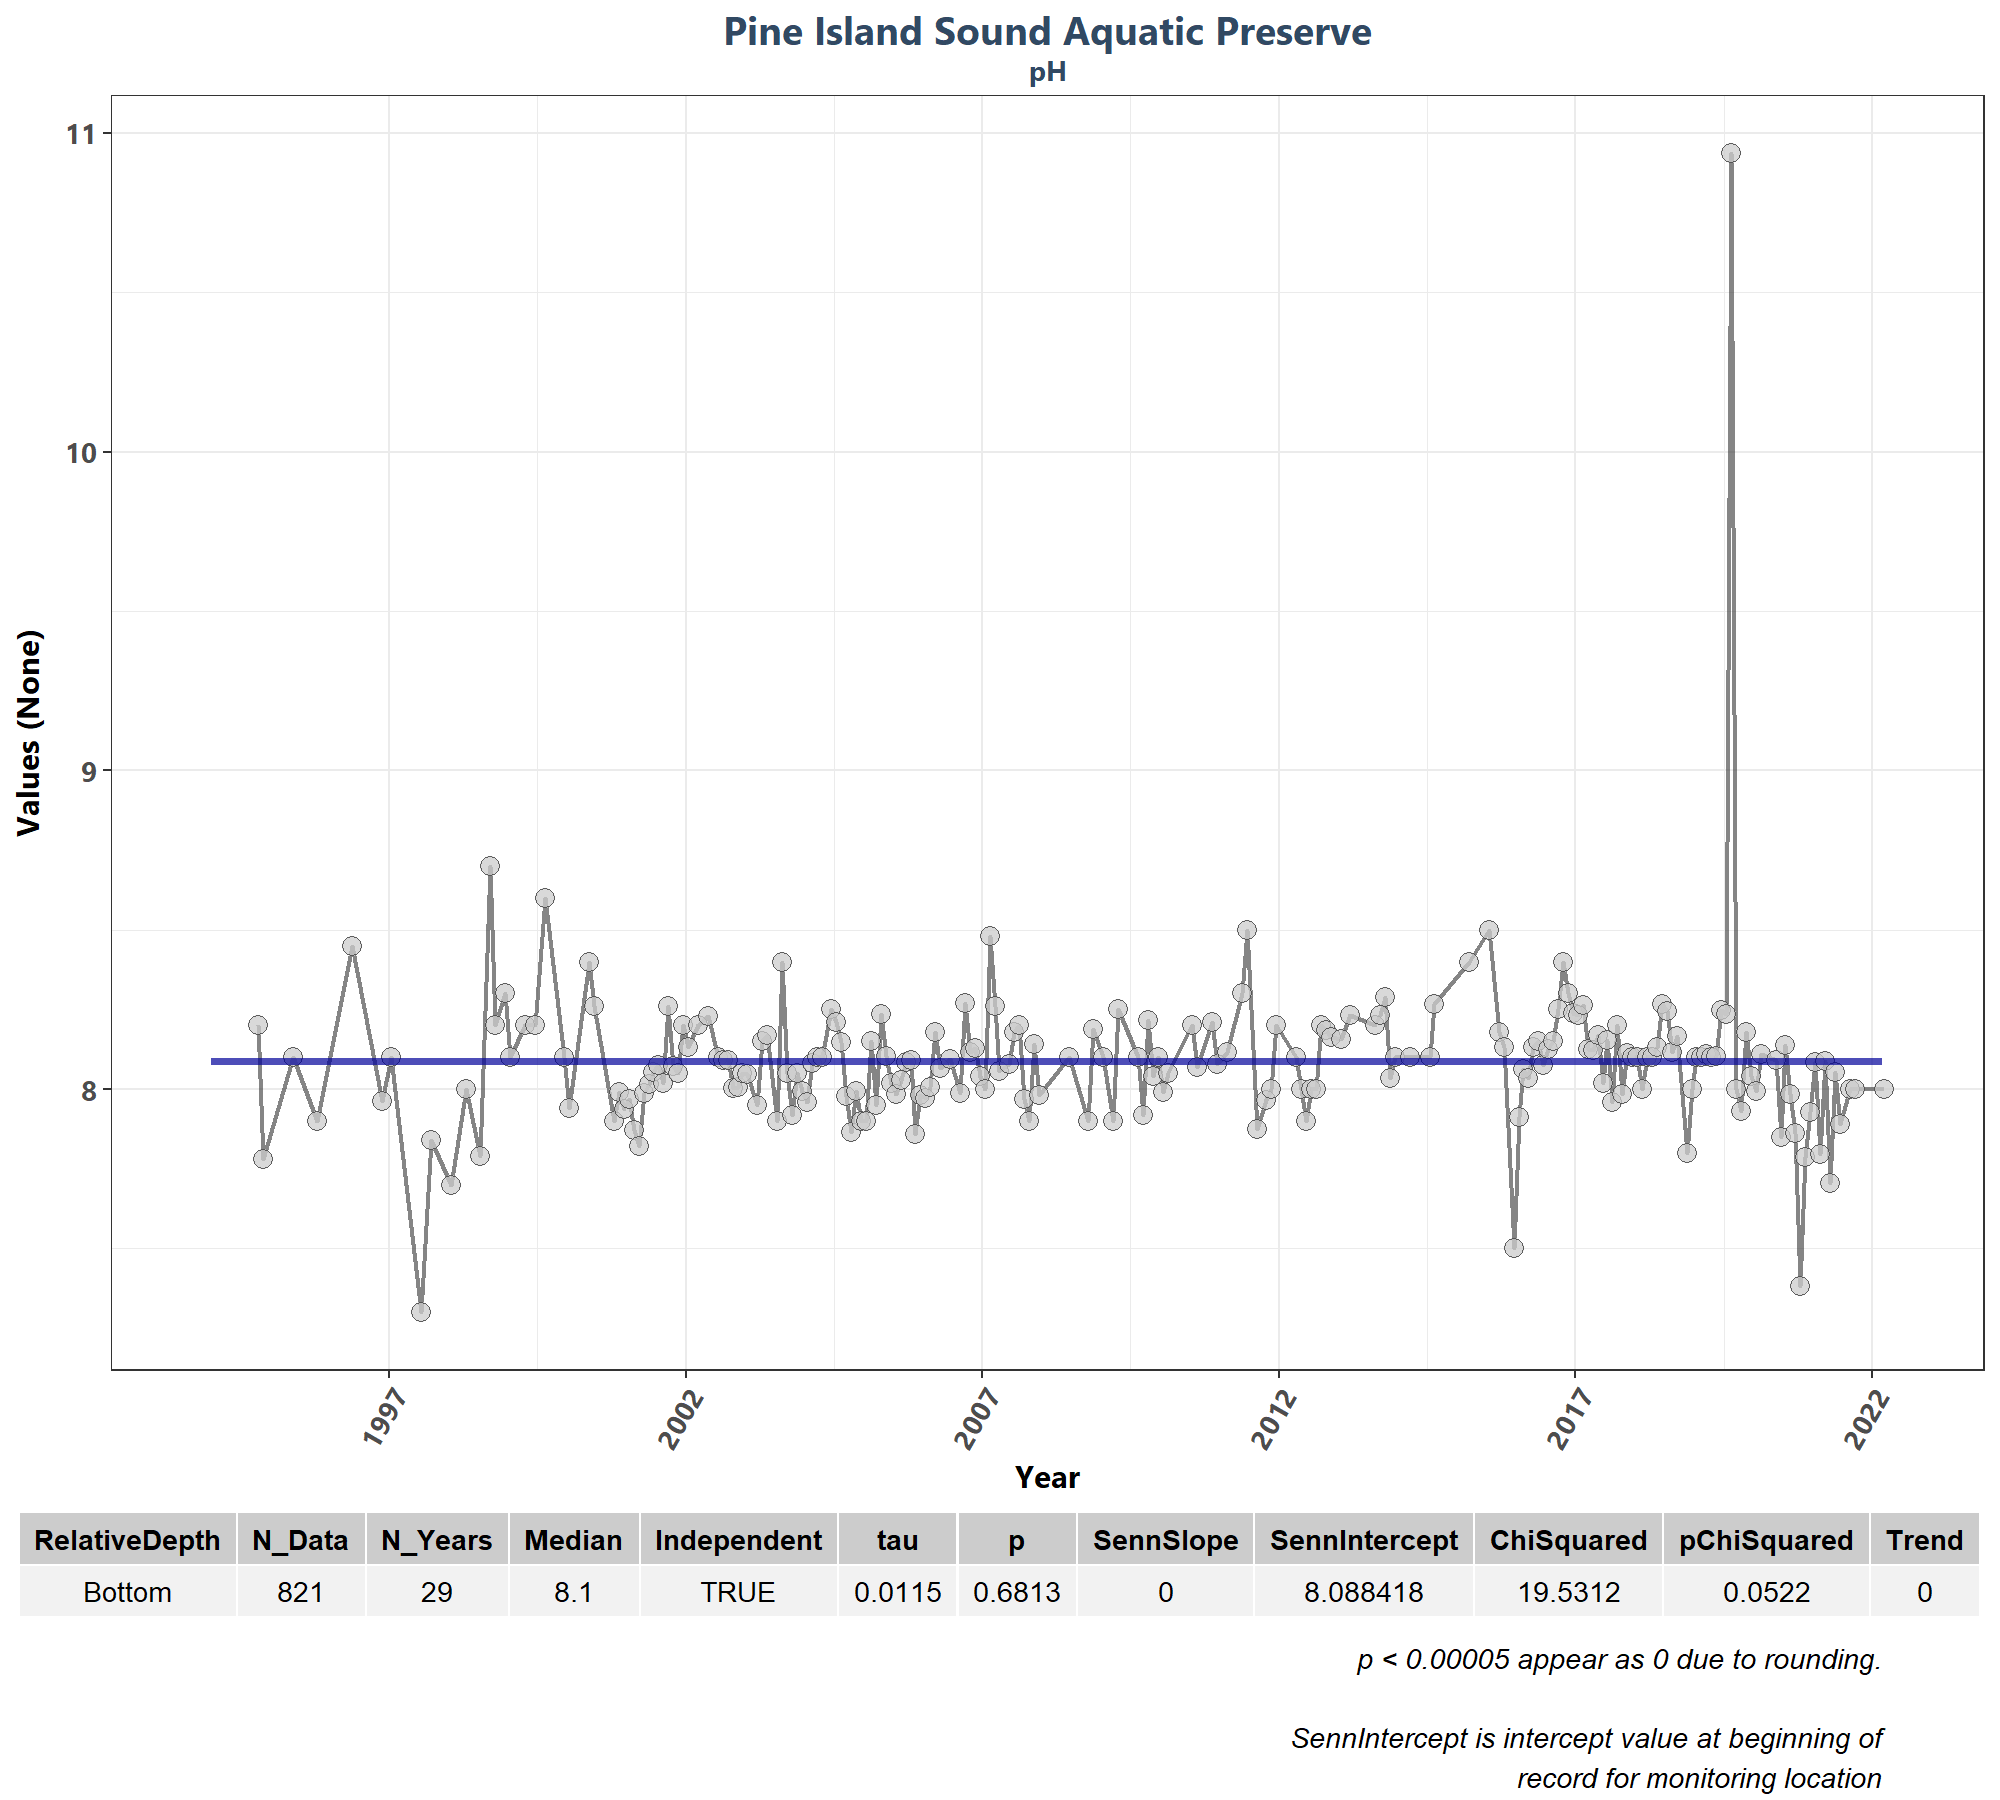 Pine Island Sound Aquatic Preserve
pH
Values (None)
11
10
9
8
1997
2002
2007
2012
2017
2022
Year
RelativeDepth N_Data N_Years Median Independent tau p SennSlope SennIntercept ChiSquared pChiSquared Trend
Bottom 821 29 8.1 TRUE 0.0115 0.6813 0 8.088418 19.5312 0.0522 0
p < 0.00005 appear as 0 due to rounding.
SennIntercept is intercept value at beginning of
record for monitoring location